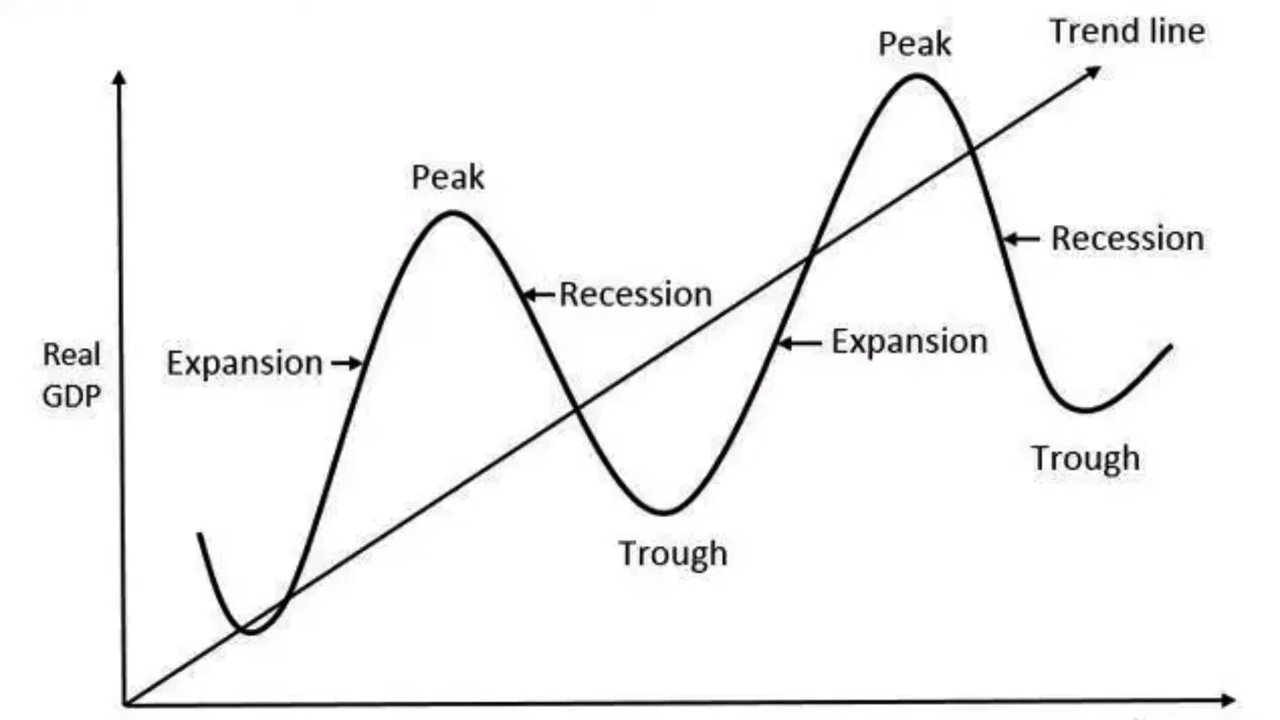 Trend line
Peak
Peak
Recession
Recession
Expansion
Real
GDP
Expansion
Trough
Trough